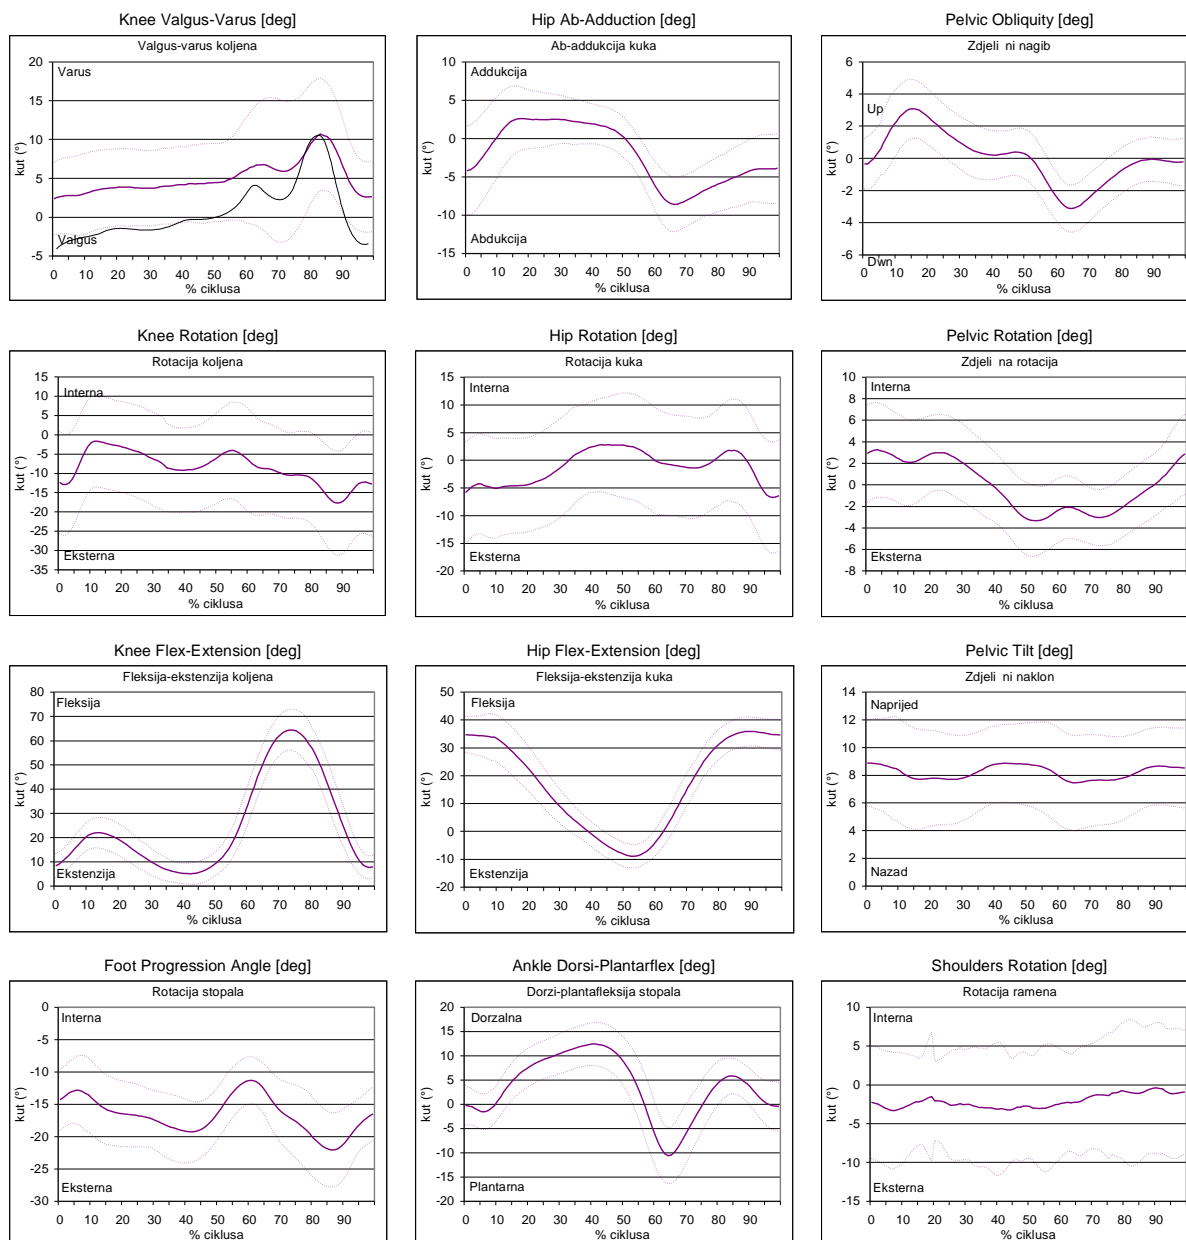 Knee Valgus-Varus [deg]
Valgus-varus koljena
kut (°)
20
15
10
5
0
-5
Varus
Valgus
0 10 20 30 40 50 60 70 80 90
% ciklusa
Hip Ab-Adduction [deg]
Ab-addukcija kuka
kut (°)
10
5
0
-5
-10
-15
Addukcija
Abdukcija
0 10 20 30 40 50 60 70 80 90
% ciklusa
Pelvic Obliquity [deg]
Zdjeli ni nagib
kut (°)
6
4
2
0
-2
-4
-6
Up
Dwn
0 10 20 30 40 50 60 70 80 90
% ciklusa
Knee Rotation [deg]
Rotacija koljena
kut (°)
15
10
5
0
-5
-10
-15
-20
-25
-30
-35
Interna
Eksterna
0 10 20 30 40 50 60 70 80 90
% ciklusa
Hip Rotation [deg]
Rotacija kuka
kut (°)
15
10
5
0
-5
-10
-15
-20
Interna
Eksterna
0 10 20 30 40 50 60 70 80 90
% ciklusa
Pelvic Rotation [deg]
Zdjeli na rotacija
kut (°)
10
8
6
4
2
0
-2
-4
-6
-8
Interna
Eksterna
0 10 20 30 40 50 60 70 80 90
% ciklusa
Knee Flex-Extension [deg]
Fleksija-ekstenzija koljena
kut (°)
80
70
60
50
40
30
20
10
0
Fleksija
Ekstenzija
0 10 20 30 40 50 60 70 80 90
% ciklusa
Hip Flex-Extension [deg]
Fleksija-ekstenzija kuka
kut (°)
50
40
30
20
10
0
-10
-20
Fleksija
Ekstenzija
0 10 20 30 40 50 60 70 80 90
% ciklusa
Pelvic Tilt [deg]
Zdjeli ni naklon
kut (°)
14
12
10
8
6
4
2
0
Naprijed
Nazad
0 10 20 30 40 50 60 70 80 90
% ciklusa
Foot Progression Angle [deg]
Rotacija stopala
kut (°)
0
-5
-10
-15
-20
-25
-30
Interna
Eksterna
0 10 20 30 40 50 60 70 80 90
% ciklusa
Ankle Dorsi-Plantarflex [deg]
Dorzi-plantafleksija stopala
kut (°)
20
15
10
5
0
-5
-10
-15
-20
Dorzalna
Plantarna
0 10 20 30 40 50 60 70 80 90
% ciklusa
Shoulders Rotation [deg]
Rotacija ramena
kut (°)
10
5
0
-5
-10
-15
Interna
Eksterna
0 10 20 30 40 50 60 70 80 90
% ciklusa